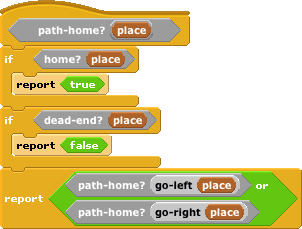 path-home? place
if home? place
report true
if dead-end? place
report false
path-home? go-left place or
report
path-home? go-right place